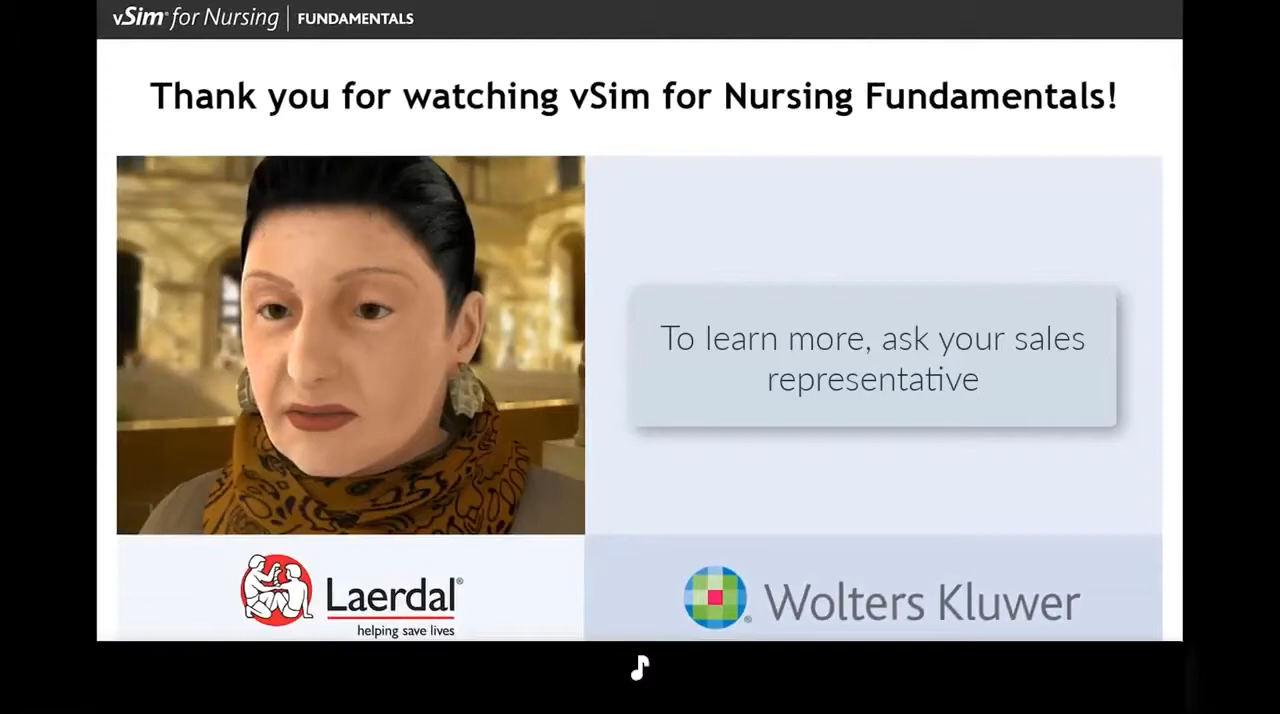 vSim® for Nursing | FUNDAMENTALS
Thank you for watching vSim for Nursing Fundamentals!
To learn more, ask your sales
representative
Laerdal®
helping save lives
Wolters Kluwer